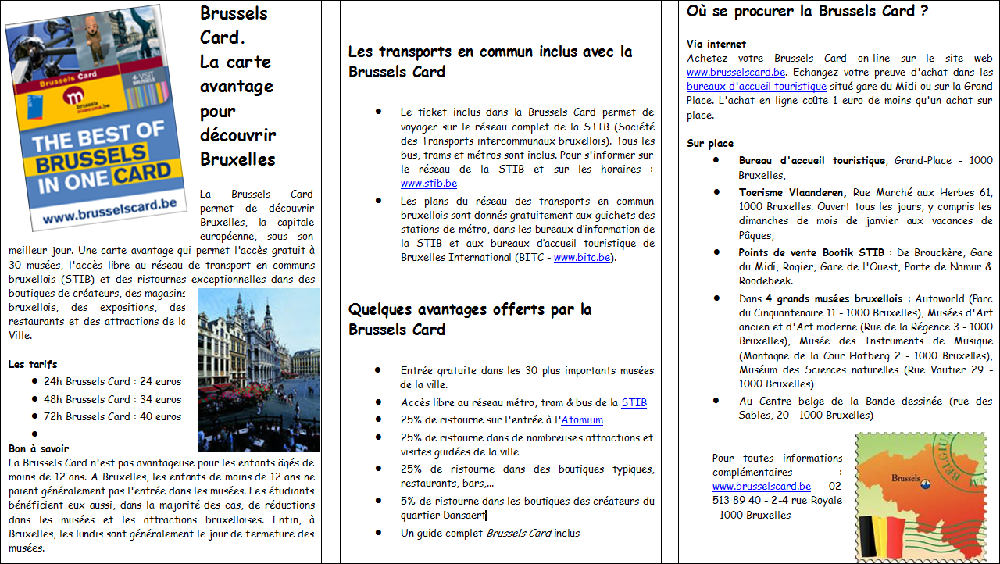 Brussels Card
4-VISIT
BRUSSELS
m
brussels
museums.be
THE BEST OF
BRUSSELS
IN ONE CARD
www.brusselscard.be
Brussels
Card.
La carte
avantage
pour
découvrir
Bruxelles
La Brussels Card
permet de découvrir
Bruxelles, la capitale
européenne, sous son
meilleur jour. Une carte avantage qui permet l'accès gratuit à
30 musées, l'accès libre au réseau de transport en communs
bruxellois (STIB) et des ristournes exceptionnelles dans des
boutiques de créateurs, des magasins
bruxellois, des expositions, des
restaurants et des attractions de la
Ville.
Les tarifs
• 24h Brussels Card : 24 euros
• 48h Brussels Card : 34 euros
• 72h Brussels Card : 40 euros
•
Bon à savoir
La Brussels Card n'est pas avantageuse pour les enfants âgés de
moins de 12 ans. A Bruxelles, les enfants de moins de 12 ans ne
paient généralement pas l'entrée dans les musées. Les étudiants
bénéficient eux aussi, dans la majorité des cas, de réductions
dans les musées et les attractions bruxelloises. Enfin, à
Bruxelles, les lundis sont généralement le jour de fermeture des
musées.
Les transports en commun inclus avec la
Brussels Card
• Le ticket inclus dans la Brussels Card permet de
voyager sur le réseau complet de la STIB (Société
des Transports intercommunaux bruxellois). Tous les
bus, trams et métros sont inclus. Pour s'informer sur
le réseau de la STIB et sur les horaires :
www.stib.be
• Les plans du réseau des transports en commun
bruxellois sont donnés gratuitement aux guichets des
stations de métro, dans les bureaux d’information de
la STIB et aux bureaux d’accueil touristique de
Bruxelles International (BITC - www.bitc.be).
Quelques avantages offerts par la
Brussels Card
• Entrée gratuite dans les 30 plus importants musées
de la ville.
• Accès libre au réseau métro, tram & bus de la STIB
• 25% de ristourne sur l'entrée à l'Atomium
• 25% de ristourne dans de nombreuses attractions et
visites guidées de la ville
• 25% de ristourne dans des boutiques typiques,
restaurants, bars,...
• 5% de ristourne dans les boutiques des créateurs du
quartier Dansaert
• Un guide complet Brussels Card inclus
Où se procurer la Brussels Card ?
Via internet
Achetez votre Brussels Card on-line sur le site web
www.brusselscard.be. Echangez votre preuve d'achat dans les
bureaux d'accueil touristique situé gare du Midi ou sur la Grand
Place. L'achat en ligne coûte 1 euro de moins qu'un achat sur
place.
Sur place
• Bureau d'accueil touristique, Grand-Place - 1000
Bruxelles,
• Toerisme Vlaanderen, Rue Marché aux Herbes 61,
1000 Bruxelles. Ouvert tous les jours, y compris les
dimanches de mois de janvier aux vacances de
Pâques,
• Points de vente Bootik STIB : De Brouckère, Gare
du Midi, Rogier, Gare de l'Ouest, Porte de Namur &
Roodebeek.
• Dans 4 grands musées bruxellois : Autoworld (Parc
du Cinquantenaire 11 - 1000 Bruxelles), Musées d'Art
ancien et d'Art moderne (Rue de la Régence 3 - 1000
Bruxelles), Musée des Instruments de Musique
(Montagne de la Cour Hofberg 2 - 1000 Bruxelles),
Muséum des Sciences naturelles (Rue Vautier 29 -
1000 Bruxelles)
• Au Centre belge de la Bande dessinée (rue des
Sables, 20 - 1000 Bruxelles)
Pour toutes informations
complémentaires :
www.brusselscard.be - 02
513 89 40 - 2-4 rue Royale
- 1000 Bruxelles
BELGIUM
Brussels